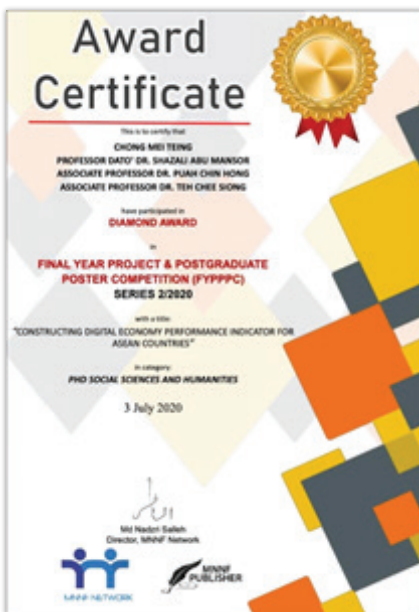 Award
Certificate
This is to certify that
CHONG MEI TEING
PROFESSOR DATO' DR. SHAZALI ABU MANSOR
ASSOCIATE PROFESSOR DR. PUAH CHIN HONG
ASSOCIATE PROFESSOR DR. TEH CHEE SIONG
have participated in
DIAMOND AWARD
in
FINAL YEAR PROJECT & POSTGRADUATE
POSTER COMPETITION (FYPPPC)
SERIES 2/2020
with a title:
"CONSTRUCTING DIGITAL ECONOMY PERFORMANCE INDICATOR FOR
ASEAN COUNTRIES"
in category:
PHD SOCIAL SCIENCES AND HUMANITIES
3 July 2020
Md Nadzri Salleh
Director, MNNF Network
MNNF NETWORK
MNNF
PUBLISHER